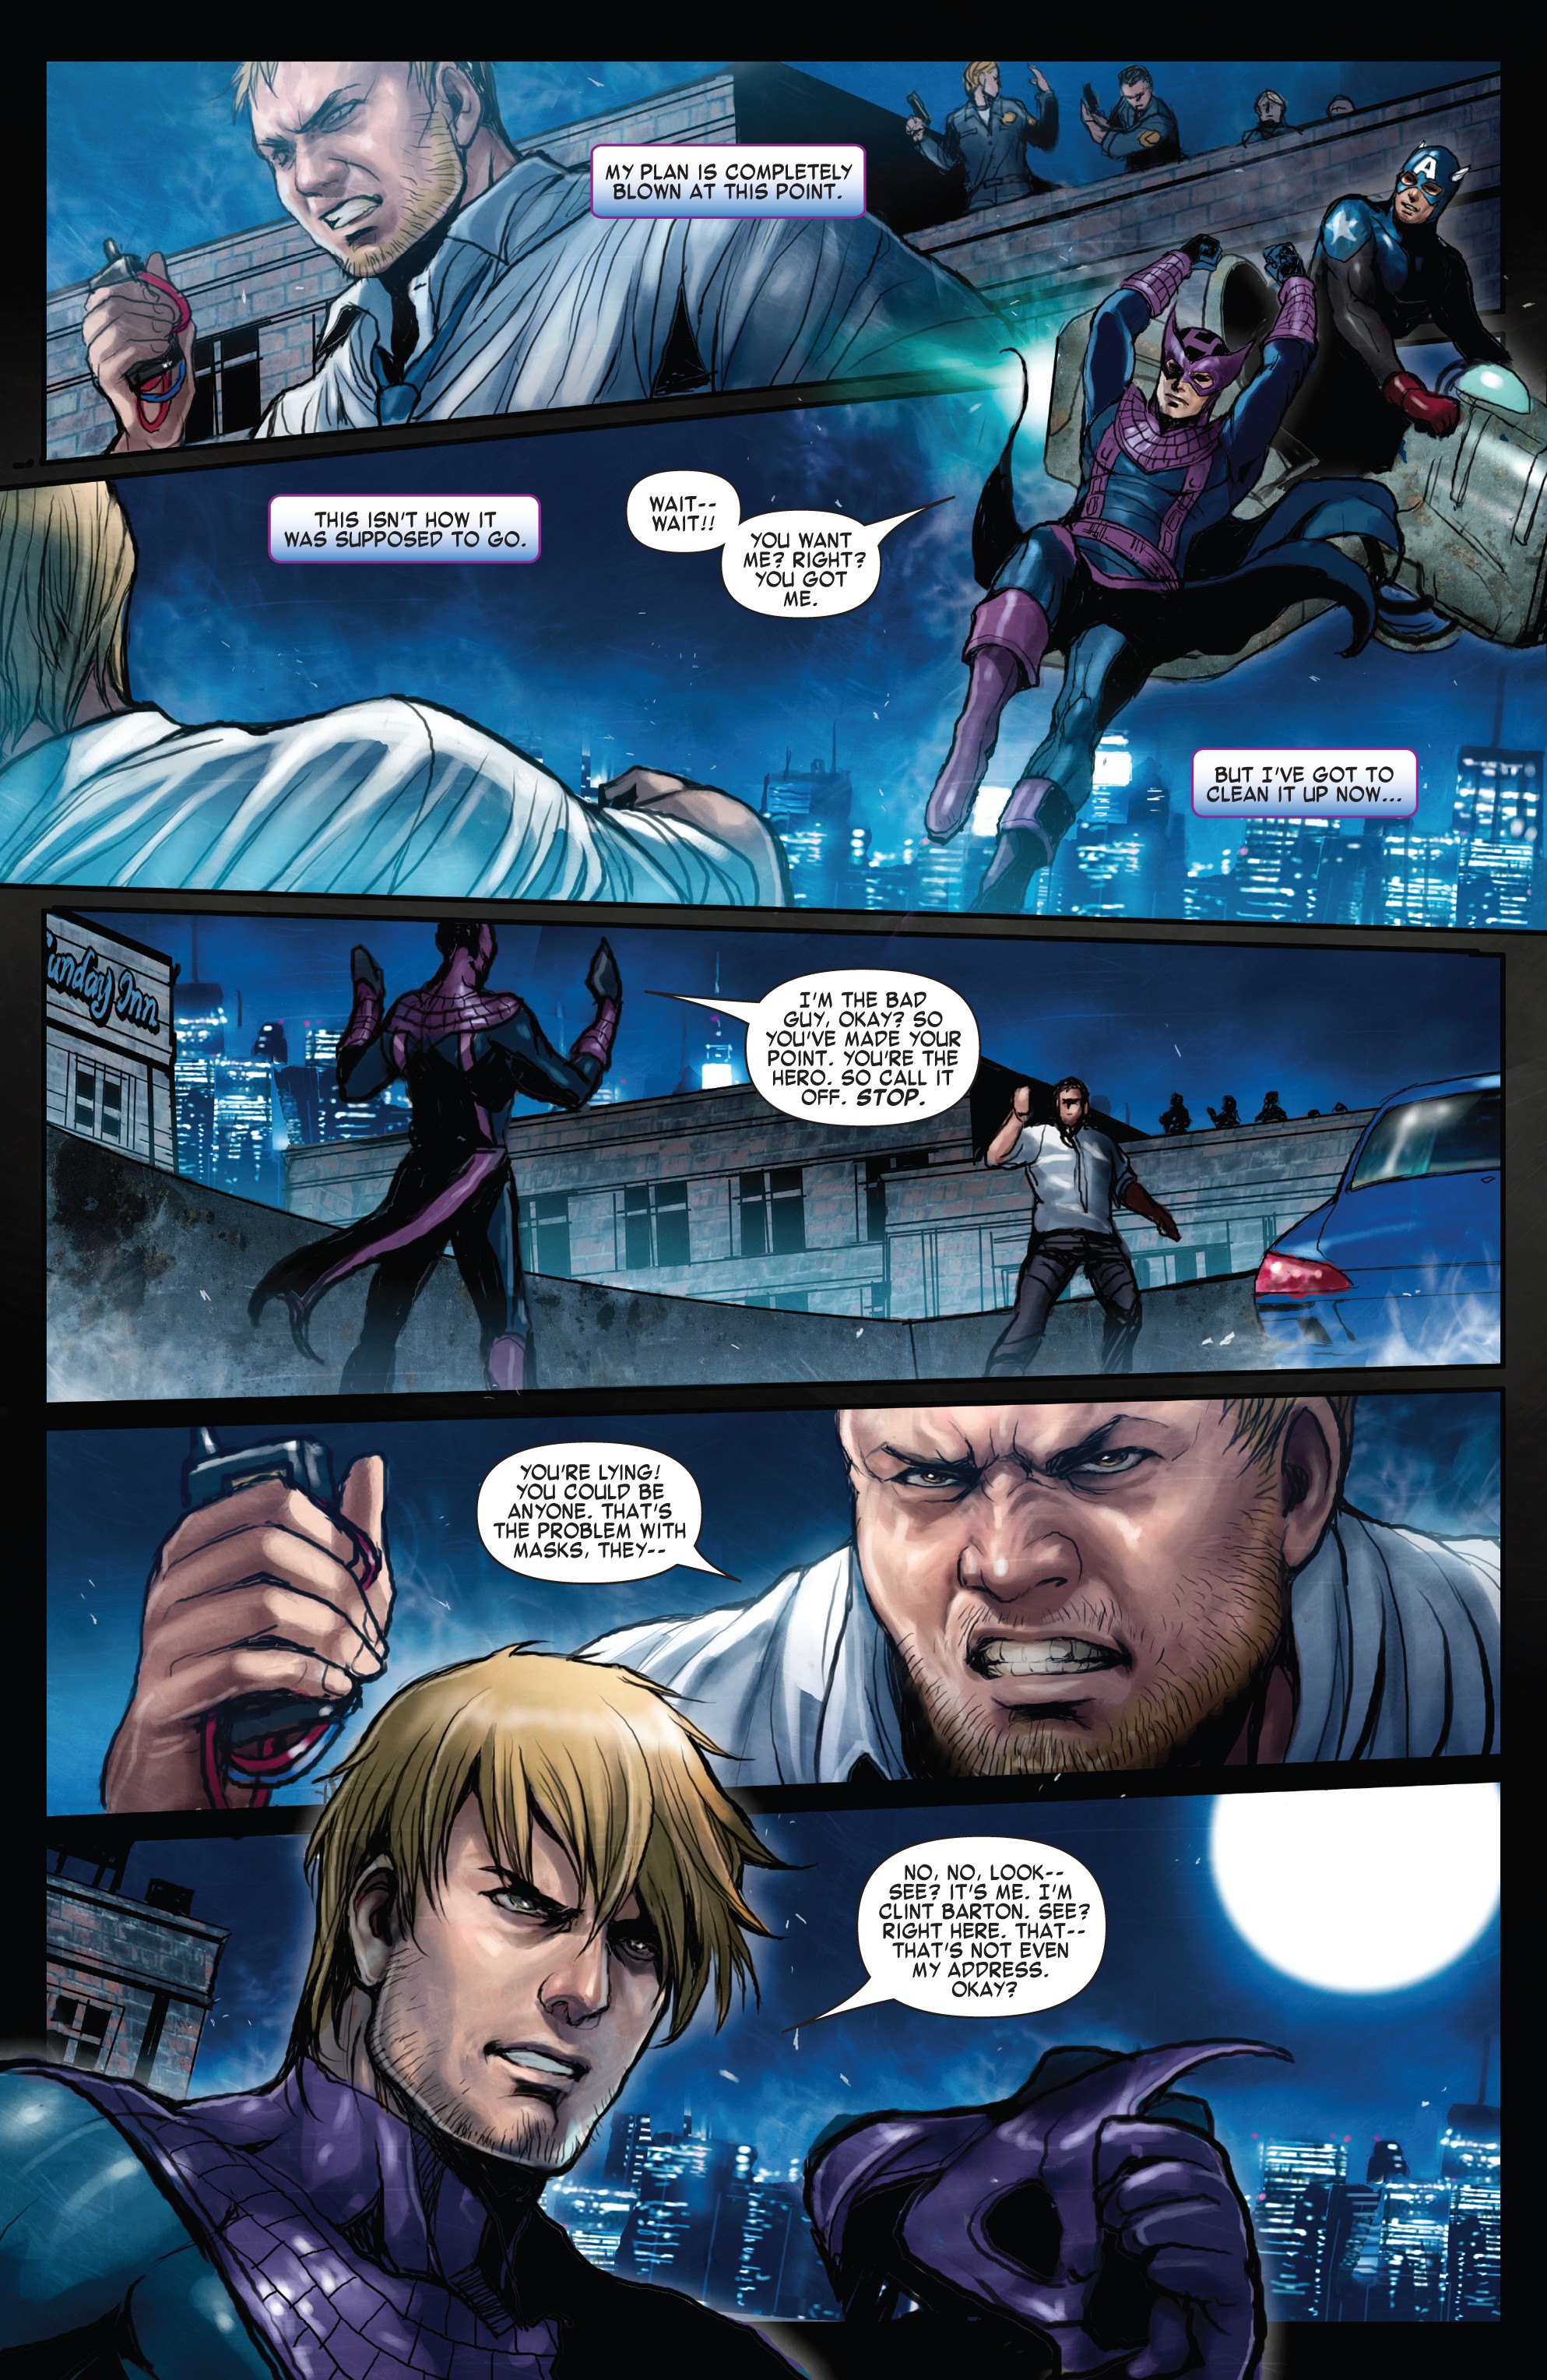 MY PLAN IS COMPLETELY
BLOWN AT THIS POINT.
A
H
THIS ISN'T HOW IT
WAS SUPPOSED TO GO.
WAIT--
WAIT!!
YOU WANT
ME? RIGHT?
YOU GOT
ME.
BUT I'VE GOT TO
CLEAN IT UP NOW...
Sunday Inn
I'M THE BAD
GUY, OKAY? SO
YOU'VE MADE YOUR
POINT. YOU'RE THE
HERO. SO CALL IT
OFF. STOP.
YOU'RE LYING!
YOU COULD BE
ANYONE. THAT'S
THE PROBLEM WITH
MASKS, THEY--
NO, NO, LOOK--
SEE? IT'S ME. I'M
CLINT BARTON. SEE?
RIGHT HERE. THAT--
THAT'S NOT EVEN
MY ADDRESS.
OKAY?